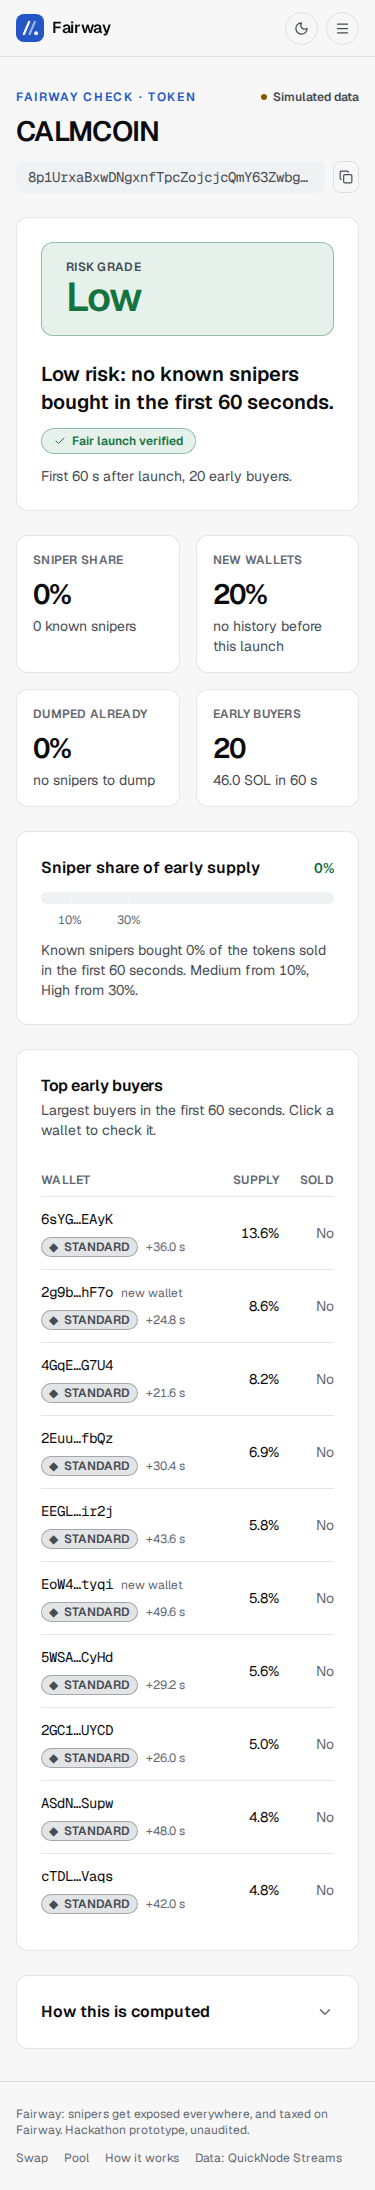 Fairway
FAIRWAY CHECK · TOKEN
Simulated data
CALMCOIN
8p1UrxaBxwDNgxnfTpcZojcjcQmY63Zwbg…
RISK GRADE
Low
Low risk: no known snipers
bought in the first 60 seconds.
Fair launch verified
First 60 s after launch, 20 early buyers.
SNIPER SHARE
0%
0 known snipers
NEW WALLETS
20%
no history before
this launch
DUMPED ALREADY
0%
no snipers to dump
EARLY BUYERS
20
46.0 SOL in 60 s
Sniper share of early supply 0%
10% 30%
Known snipers bought 0% of the tokens sold
in the first 60 seconds. Medium from 10%,
High from 30%.
Top early buyers
Largest buyers in the first 60 seconds. Click a
wallet to check it.
WALLET SUPPLY SOLD
6sYG…EAyK
13.6% No
◆ STANDARD +36.0 s
2g9b…hF7o new wallet
8.6% No
◆ STANDARD +24.8 s
4GqE…G7U4
8.2% No
◆ STANDARD +21.6 s
2Euu…fbQz
6.9% No
◆ STANDARD +30.4 s
EEGL…ir2j
5.8% No
◆ STANDARD +43.6 s
EoW4…tyqi new wallet
5.8% No
◆ STANDARD +49.6 s
5WSA…CyHd
5.6% No
◆ STANDARD +29.2 s
2GC1…UYCD
5.0% No
◆ STANDARD +26.0 s
ASdN…Supw
4.8% No
◆ STANDARD +48.0 s
cTDL…Vaqs
4.8% No
◆ STANDARD +42.0 s
How this is computed
Fairway: snipers get exposed everywhere, and taxed on
Fairway. Hackathon prototype, unaudited.
Swap Pool How it works Data: QuickNode Streams